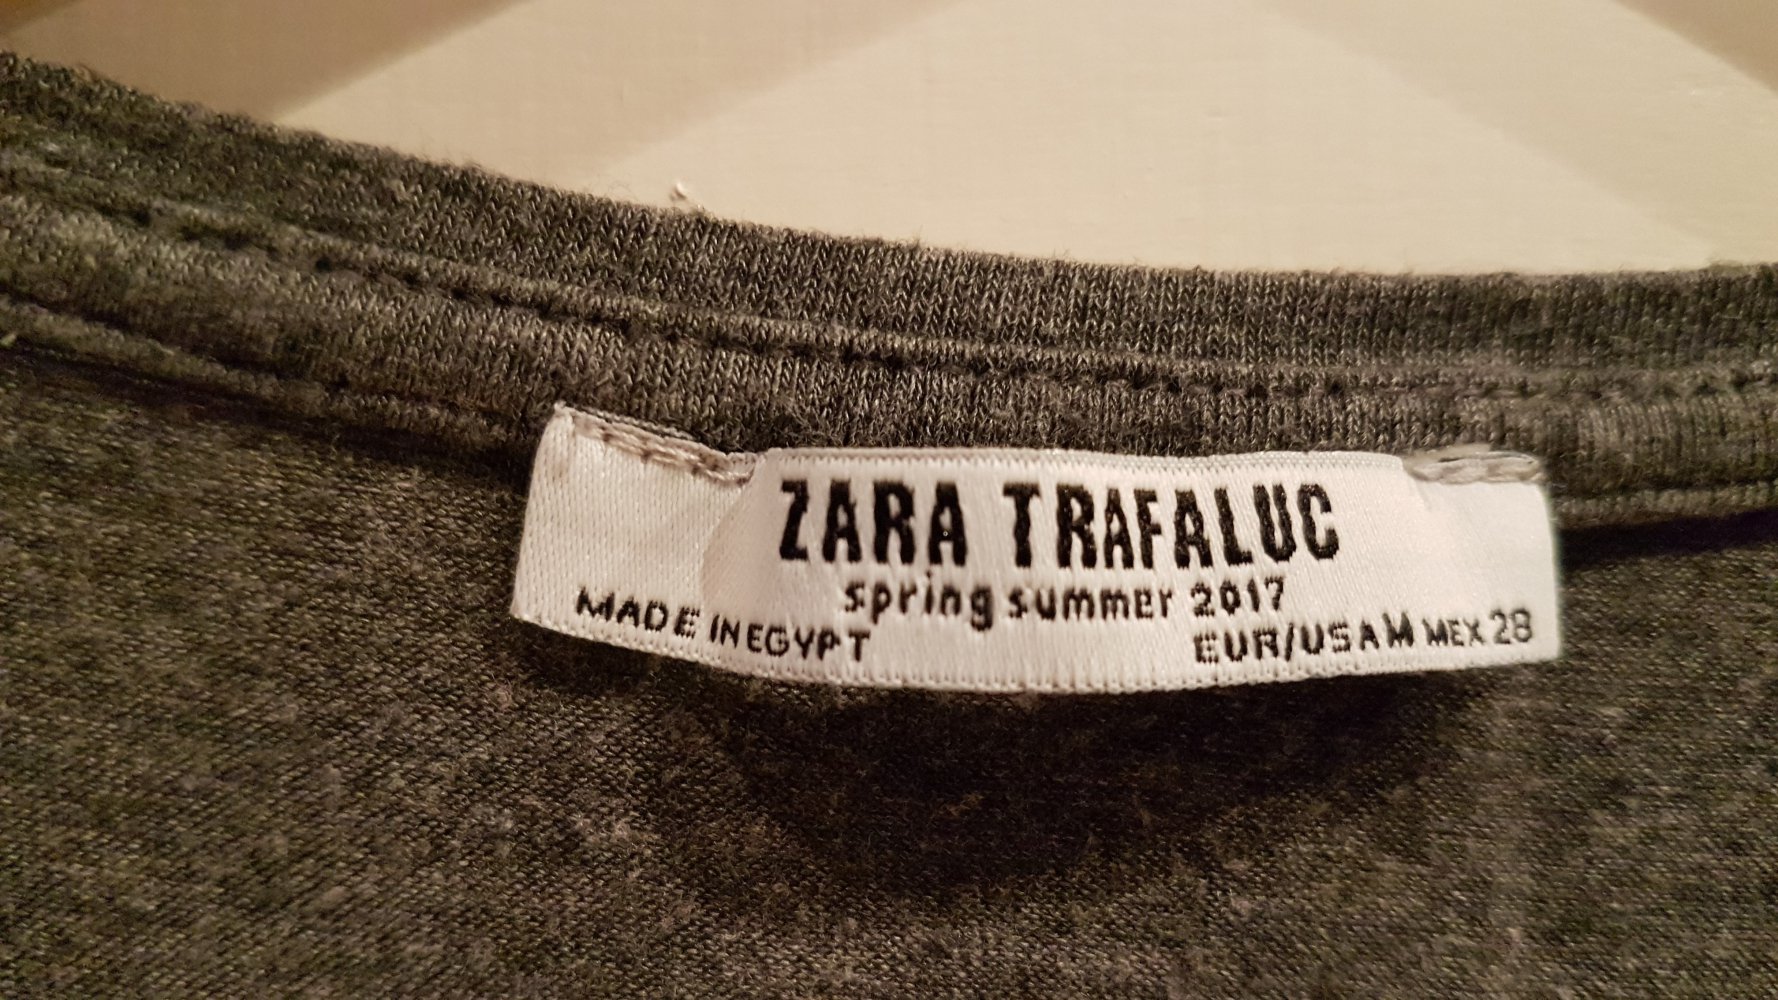 ZARA TRAFALUC
spring summer 2017
MADE IN EGYPT
EUR/USA M MEX 28